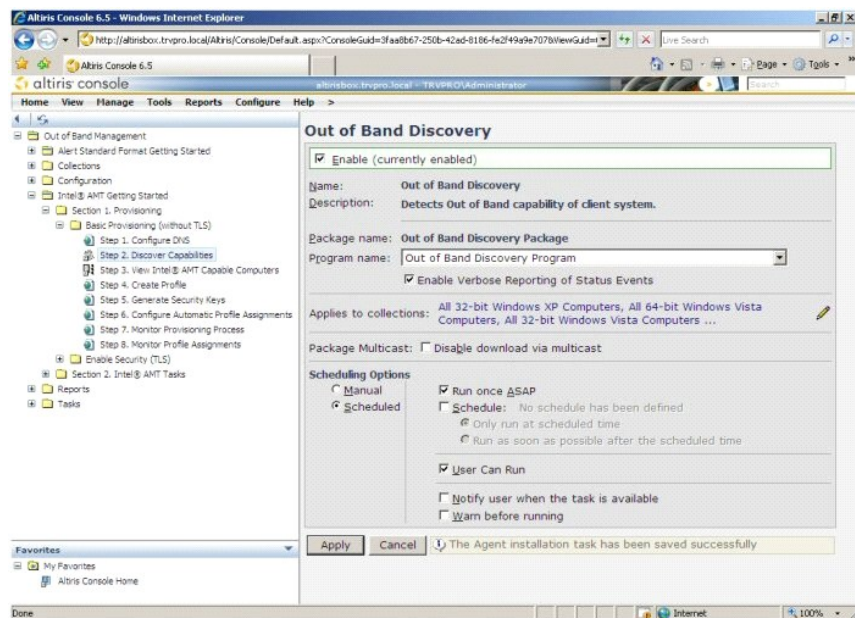 Altiris Console 6.5 - Windows Internet Explorer
http://altirisbox.trvpro.local/Altiris/Console/Default.aspx?ConsoleGuid=3faa8b67-250b-42ad-8186-fe2f49a9e707&ViewGuid=
Live Search
Altiris Console 6.5
Page
Tools
altiris console
altirisbox.trvpro.local - TRVPRO\Administrator
Search
Home View Manage Tools Reports Configure Help >
Out of Band Management
Alert Standard Format Getting Started
Collections
Configuration
Intel® AMT Getting Started
Section 1. Provisioning
Basic Provisioning (without TLS)
Step 1. Configure DNS
Step 2. Discover Capabilities
Step 3. View Intel® AMT Capable Computers
Step 4. Create Profile
Step 5. Generate Security Keys
Step 6. Configure Automatic Profile Assignments
Step 7. Monitor Provisioning Process
Step 8. Monitor Profile Assignments
Enable Security (TLS)
Section 2. Intel® AMT Tasks
Reports
Tasks
Favorites
My Favorites
Altiris Console Home
Out of Band Discovery
Enable (currently enabled)
Name: Out of Band Discovery
Description: Detects Out of Band capability of client system.
Package name: Out of Band Discovery Package
Program name: Out of Band Discovery Program
Enable Verbose Reporting of Status Events
Applies to collections: All 32-bit Windows XP Computers, All 64-bit Windows Vista
Computers, All 32-bit Windows Vista Computers ...
Package Multicast: Disable download via multicast
Scheduling Options
Manual
Scheduled
Run once ASAP
Schedule: No schedule has been defined
Only run at scheduled time
Run as soon as possible after the scheduled time
User Can Run
Notify user when the task is available
Warn before running
Apply Cancel The Agent installation task has been saved successfully
Done
Internet
100%